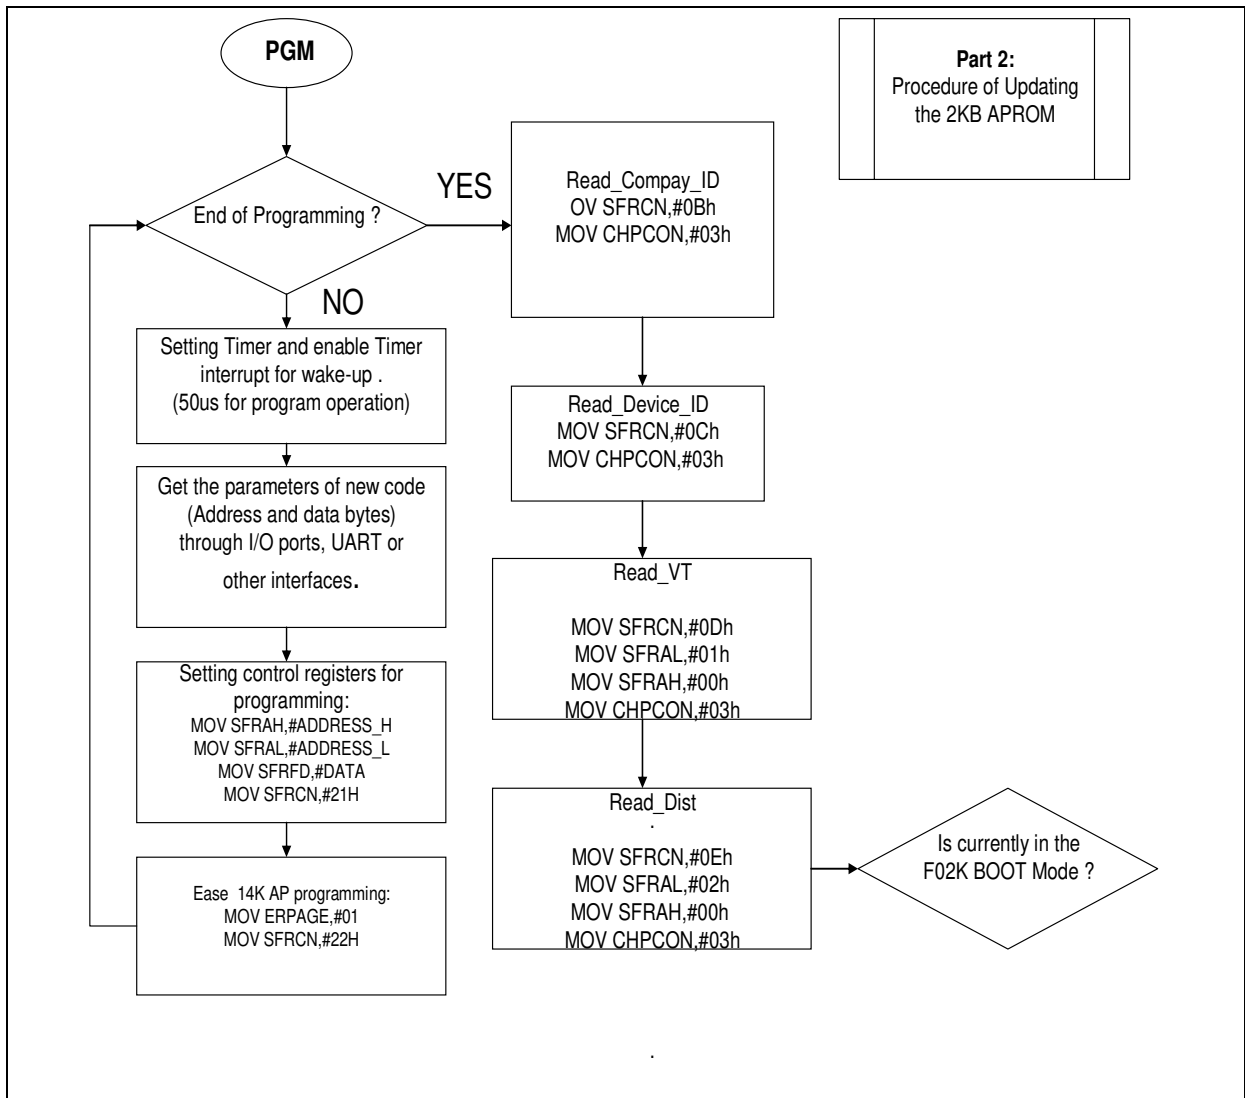 PGM
Part 2:
Procedure of Updating
the 2KB APROM
End of Programming ?
YES
NO
Setting Timer and enable Timer
interrupt for wake-up .
(50us for program operation)
Get the parameters of new code
(Address and data bytes)
through I/O ports, UART or
other interfaces.
Setting control registers for
programming:
MOV SFRAH,#ADDRESS_H
MOV SFRAL,#ADDRESS_L
MOV SFRFD,#DATA
MOV SFRCN,#21H
Ease 14K AP programming:
MOV ERPAGE,#01
MOV SFRCN,#22H
Read_Compay_ID
OV SFRCN,#0Bh
MOV CHPCON,#03h
Read_Device_ID
MOV SFRCN,#0Ch
MOV CHPCON,#03h
Read_VT
MOV SFRCN,#0Dh
MOV SFRAL,#01h
MOV SFRAH,#00h
MOV CHPCON,#03h
Read_Dist
.
MOV SFRCN,#0Eh
MOV SFRAL,#02h
MOV SFRAH,#00h
MOV CHPCON,#03h
Is currently in the
F02K BOOT Mode ?
.